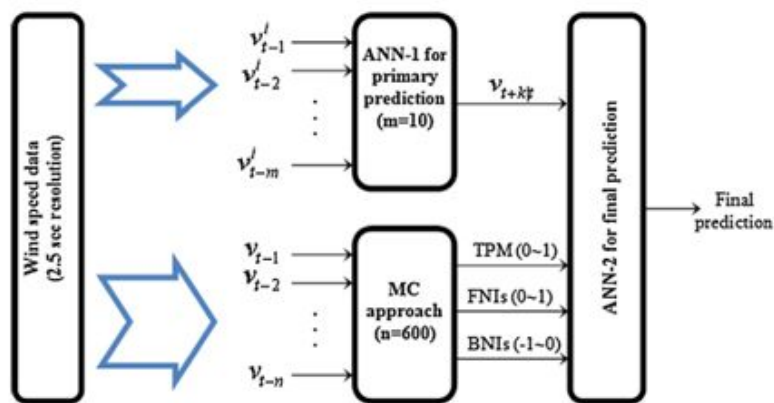 Wind speed data
(2.5 sec resolution)
v^i_{t-1}
v^i_{t-2}
v^i_{t-m}
ANN-1 for
primary
prediction
(m=10)
v_{t+k|t}
v_{t-1}
v_{t-2}
v_{t-n}
MC
approach
(n=600)
TPM (0~1)
FNIs (0~1)
BNIs (-1~0)
ANN-2 for final prediction
Final
prediction